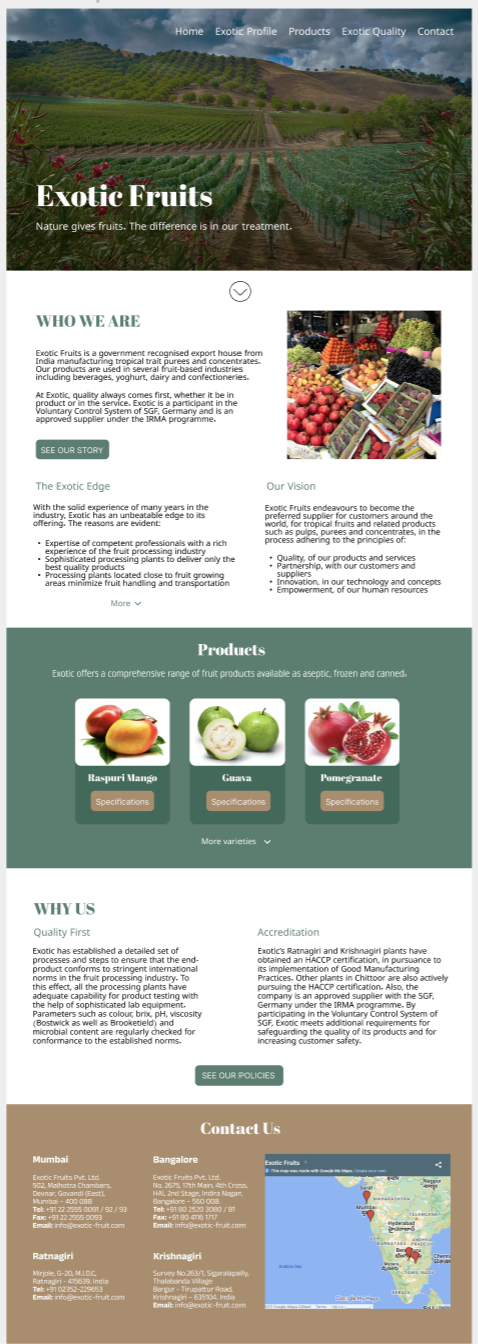 Home Exotic Profile Products Exotic Quality Contact
Exotic Fruits
Nature gives fruits. The difference is in our treatment.
WHO WE ARE
Exotic Fruits is a government recognised export house from
India manufacturing tropical trait purees and concentrates.
Our products are used in several fruit-based industries
including beverages, yoghurt, dairy and confectioneries.
At Exotic, quality always comes first, whether it be in
product or in the service. Exotic is a participant in the
Voluntary Control System of SGF, Germany and is an
approved supplier under the IRMA programme.
SEE OUR STORY
The Exotic Edge
With the solid experience of many years in the
industry, Exotic has an unbeatable edge to its
offering. The reasons are evident:
• Expertise of competent professionals with a rich
experience of the fruit processing industry
• Sophisticated processing plants to deliver only the
best quality products
• Processing plants located close to fruit growing
areas minimize fruit handling and transportation
More
Our Vision
Exotic Fruits endeavours to become the
preferred supplier for customers around the
world, for tropical fruits and related products
such as pulps, purees and concentrates, in the
process adhering to the principles of:
• Quality, of our products and services
• Partnership, with our customers and
suppliers
• Innovation, in our technology and concepts
• Empowerment, of our human resources
Products
Exotic offers a comprehensive range of fruit products available as aseptic, frozen and canned.
Raspuri Mango
Specifications
Guava
Specifications
Pomegranate
Specifications
More varieties
WHY US
Quality First
Exotic has established a detailed set of
processes and steps to ensure that the end-
product conforms to stringent international
norms in the fruit processing industry. To
this effect, all the processing plants have
adequate capability for product testing with
the help of sophisticated lab equipment.
Parameters such as colour, brix, pH, viscosity
(Bostwick as well as Brooketield) and
microbial content are regularly checked for
conformance to the established norms.
Accreditation
Exotic's Ratnagiri and Krishnagiri plants have
obtained an HACCP certification, in pursuance to
its implementation of Good Manufacturing
Practices. Other plants in Chittoor are also actively
pursuing the HACCP certification. Also, the
company is an approved supplier with the SGF,
Germany under the IRMA programme. By
participating in the Voluntary Control System of
SGF, Exotic meets additional requirements for
safeguarding the quality of its products and for
increasing customer safety.
SEE OUR POLICIES
Contact Us
Mumbai
Exotic Fruits Pvt. Ltd.
502, Malhotra Chambers,
Devnar, Govandi (East),
Mumbai – 400 088
Tel: +91 22 2555 0091 / 92 / 93
Fax: +91 22 2555 0093
Email: info@exotic-fruit.com
Bangalore
Exotic Fruits Pvt. Ltd.
No. 2675, 17th Main, 4th Cross,
HAL 2nd Stage, Indira Nagar,
Bangalore – 560 008.
Tel: +91 80 2520 3080 / 81
Fax: +91 80 4116 1717
Email: info@exotic-fruit.com
Ratnagiri
Mirjole, G-20, M.I.D.C,
Ratnagiri - 415639, India
Tel: +91 02352-229653
Email: info@exotic-fruit.com
Krishnagiri
Survey No.263/1, Sigaralapally,
Thalabanda Village
Bargur - Tirupattur Road,
Krishnagiri – 635104. India
Email: info@exotic-fruit.com
Exotic Fruits
This map was made with Google My Maps. Create your own.
Surat
Nagpur
MAHARASHTRA
TELANGANA
Hyderabad
KARNATAKA
ANDHRA
PRADESH
Chenn
TAMIL NADU
KERALA
Google My Maps